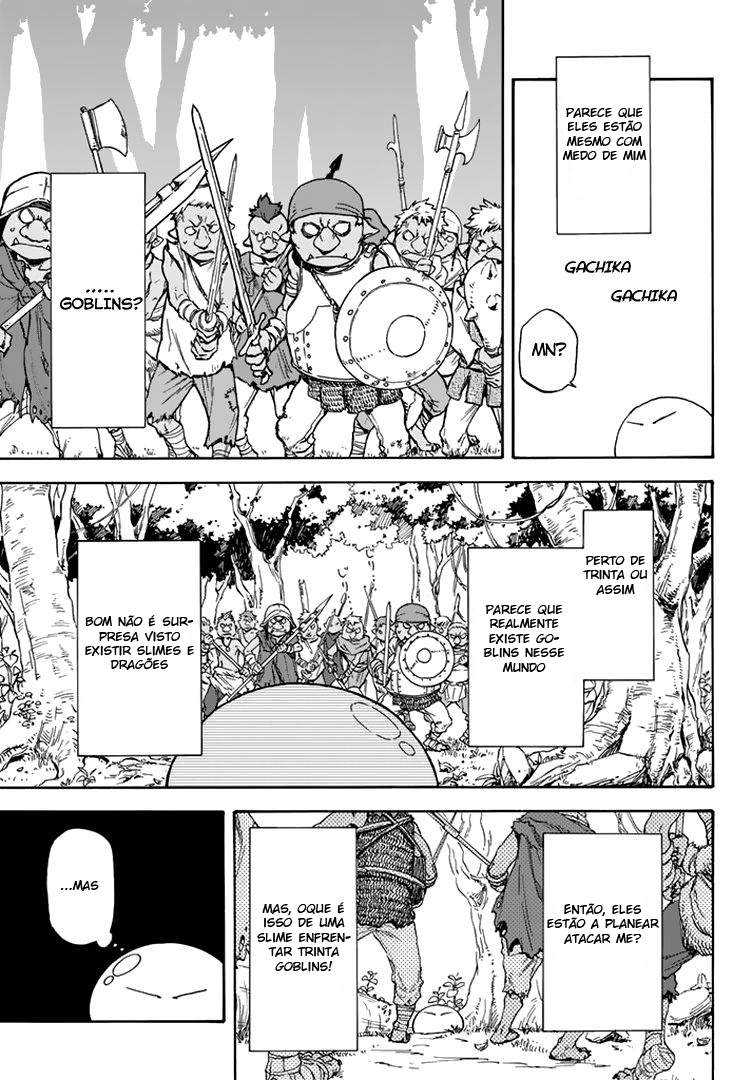 PARECE QUE
ELES ESTÃO
MESMO COM
MEDO DE MIM
GACHIKA
GACHIKA
MN?
.....
GOBLINS?
PERTO DE
TRINTA OU
ASSIM
PARECE QUE
REALMENTE
EXISTE GO-
BLINS NESSE
MUNDO
BOM NÃO É SUR-
PRESA VISTO
EXISTIR SLIMES E
DRAGÕES
ENTÃO, ELES
ESTÃO A PLANEAR
ATACAR ME?
MAS, OQUE É
ISSO DE UMA
SLIME ENFREN-
TAR TRINTA
GOBLINS!
...MAS